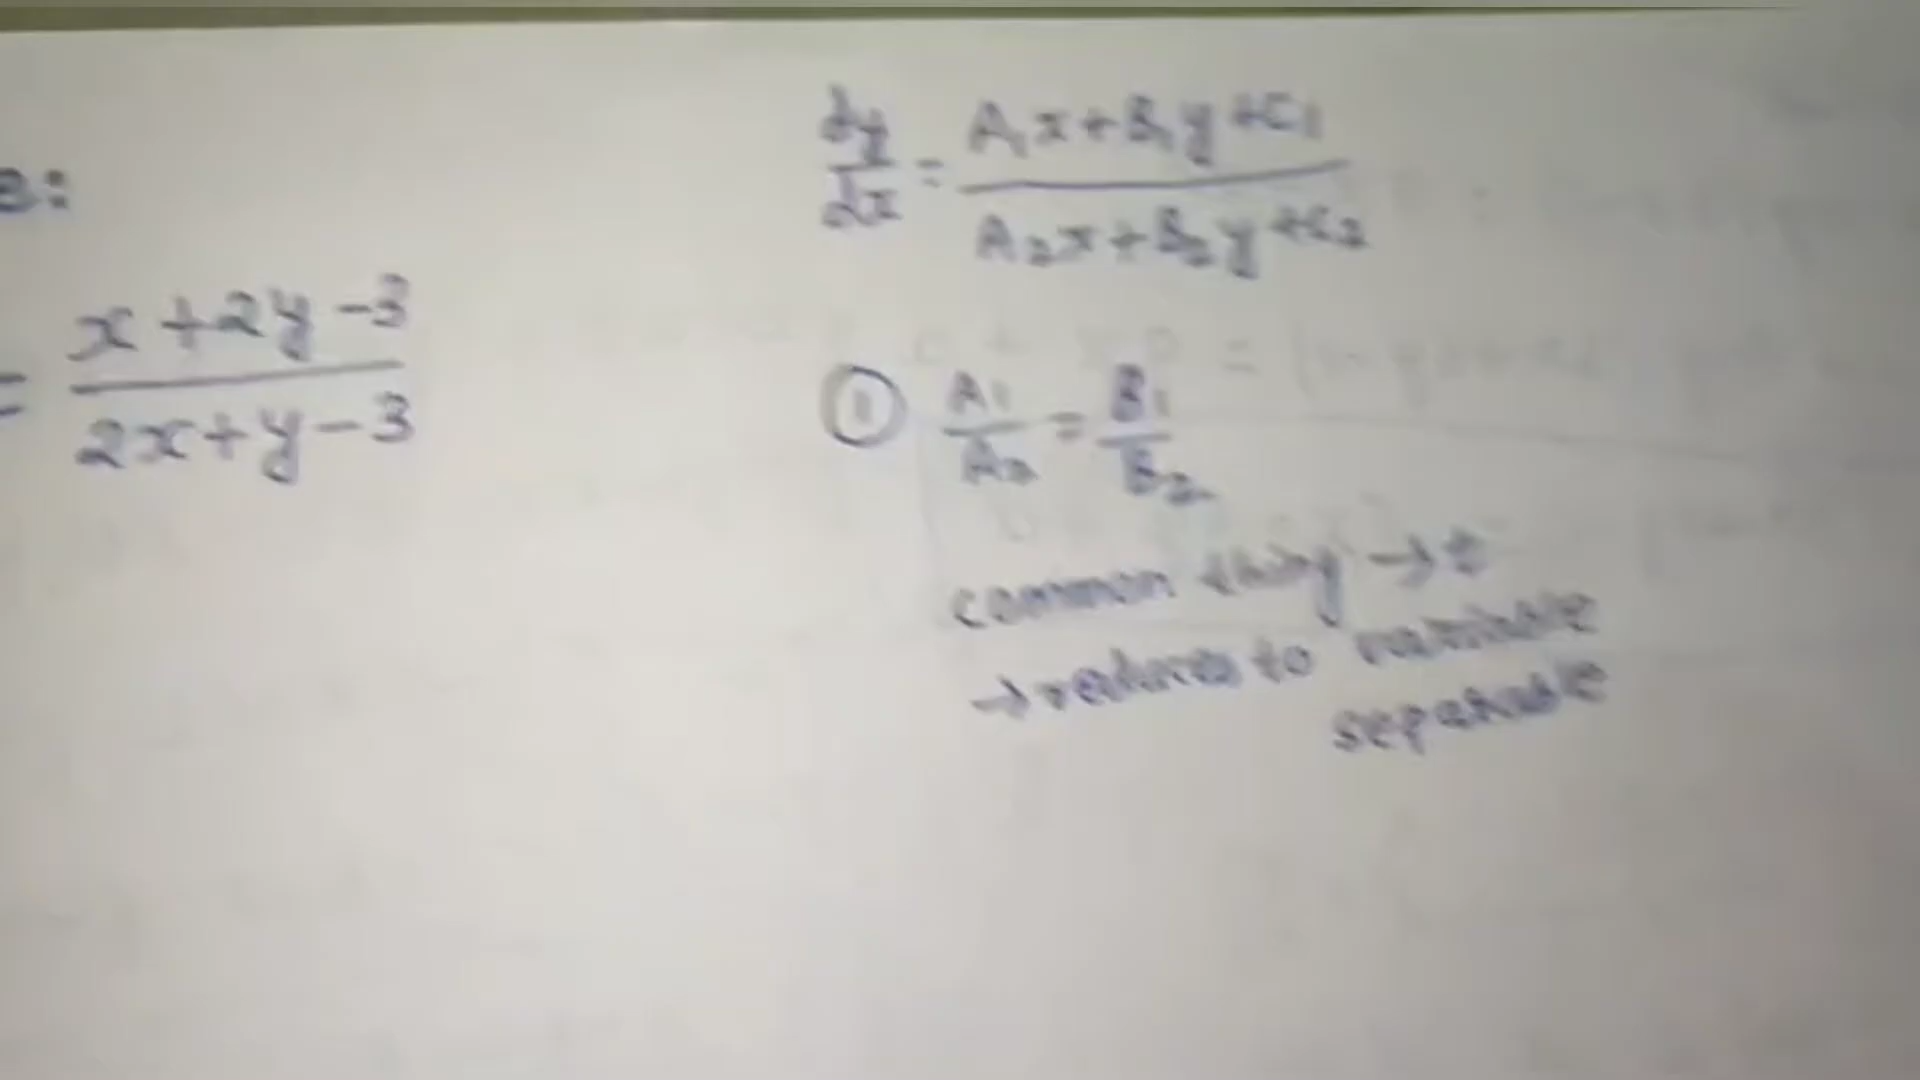 e:
= x + 2y - 3 / 2x + y - 3
dy/dx = A₁x + B₁y + C₁ / A₂x + B₂y + C₂
① A₁/A₂ = B₁/B₂
common thing → t
→ reduces to variable
separable